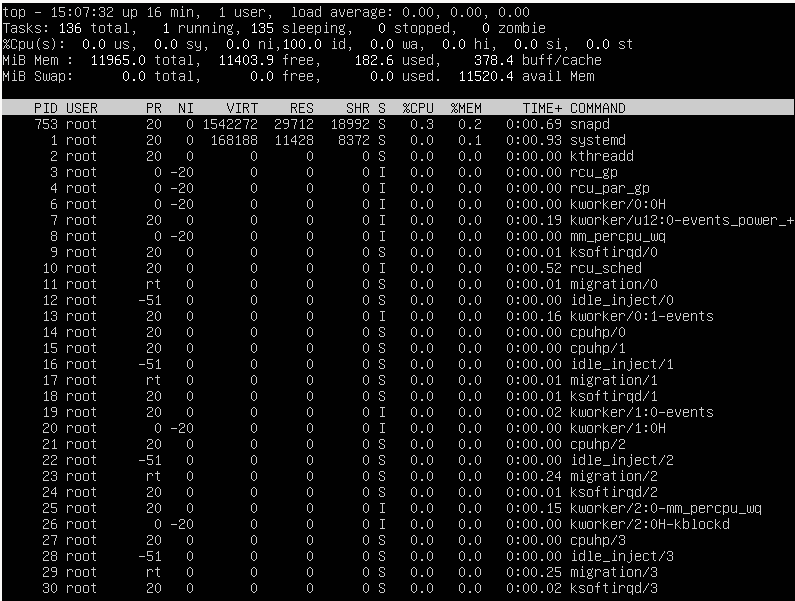 top - 15:07:32 up 16 min,  1 user,  load average: 0.00, 0.00, 0.00
Tasks: 136 total,   1 running, 135 sleeping,   0 stopped,   0 zombie
%Cpu(s):  0.0 us,  0.0 sy,  0.0 ni,100.0 id,  0.0 wa,  0.0 hi,  0.0 si,  0.0 st
MiB Mem :  11965.0 total,  11403.9 free,    182.6 used,    378.4 buff/cache
MiB Swap:      0.0 total,      0.0 free,      0.0 used.  11520.4 avail Mem
PID USER      PR  NI    VIRT    RES    SHR S  %CPU  %MEM     TIME+ COMMAND
753 root      20   0 1542272  29712  18992 S   0.3   0.2   0:00.69 snapd
1 root      20   0  168188  11428   8372 S   0.0   0.1   0:00.93 systemd
2 root      20   0       0      0      0 S   0.0   0.0   0:00.00 kthreadd
3 root       0 -20       0      0      0 I   0.0   0.0   0:00.00 rcu_gp
4 root       0 -20       0      0      0 I   0.0   0.0   0:00.00 rcu_par_gp
6 root       0 -20       0      0      0 I   0.0   0.0   0:00.00 kworker/0:0H
7 root      20   0       0      0      0 I   0.0   0.0   0:00.19 kworker/u12:0-events_power_+
8 root       0 -20       0      0      0 I   0.0   0.0   0:00.00 mm_percpu_wq
9 root      20   0       0      0      0 S   0.0   0.0   0:00.01 ksoftirqd/0
10 root      20   0       0      0      0 I   0.0   0.0   0:00.52 rcu_sched
11 root      rt   0       0      0      0 S   0.0   0.0   0:00.01 migration/0
12 root     -51   0       0      0      0 S   0.0   0.0   0:00.00 idle_inject/0
13 root      20   0       0      0      0 I   0.0   0.0   0:00.16 kworker/0:1-events
14 root      20   0       0      0      0 S   0.0   0.0   0:00.00 cpuhp/0
15 root      20   0       0      0      0 S   0.0   0.0   0:00.00 cpuhp/1
16 root     -51   0       0      0      0 S   0.0   0.0   0:00.00 idle_inject/1
17 root      rt   0       0      0      0 S   0.0   0.0   0:00.01 migration/1
18 root      20   0       0      0      0 S   0.0   0.0   0:00.01 ksoftirqd/1
19 root      20   0       0      0      0 I   0.0   0.0   0:00.02 kworker/1:0-events
20 root       0 -20       0      0      0 I   0.0   0.0   0:00.00 kworker/1:0H
21 root      20   0       0      0      0 S   0.0   0.0   0:00.00 cpuhp/2
22 root     -51   0       0      0      0 S   0.0   0.0   0:00.00 idle_inject/2
23 root      rt   0       0      0      0 S   0.0   0.0   0:00.24 migration/2
24 root      20   0       0      0      0 S   0.0   0.0   0:00.01 ksoftirqd/2
25 root      20   0       0      0      0 I   0.0   0.0   0:00.15 kworker/2:0-mm_percpu_wq
26 root       0 -20       0      0      0 I   0.0   0.0   0:00.00 kworker/2:0H-kblockd
27 root      20   0       0      0      0 S   0.0   0.0   0:00.00 cpuhp/3
28 root     -51   0       0      0      0 S   0.0   0.0   0:00.00 idle_inject/3
29 root      rt   0       0      0      0 S   0.0   0.0   0:00.25 migration/3
30 root      20   0       0      0      0 S   0.0   0.0   0:00.02 ksoftirqd/3